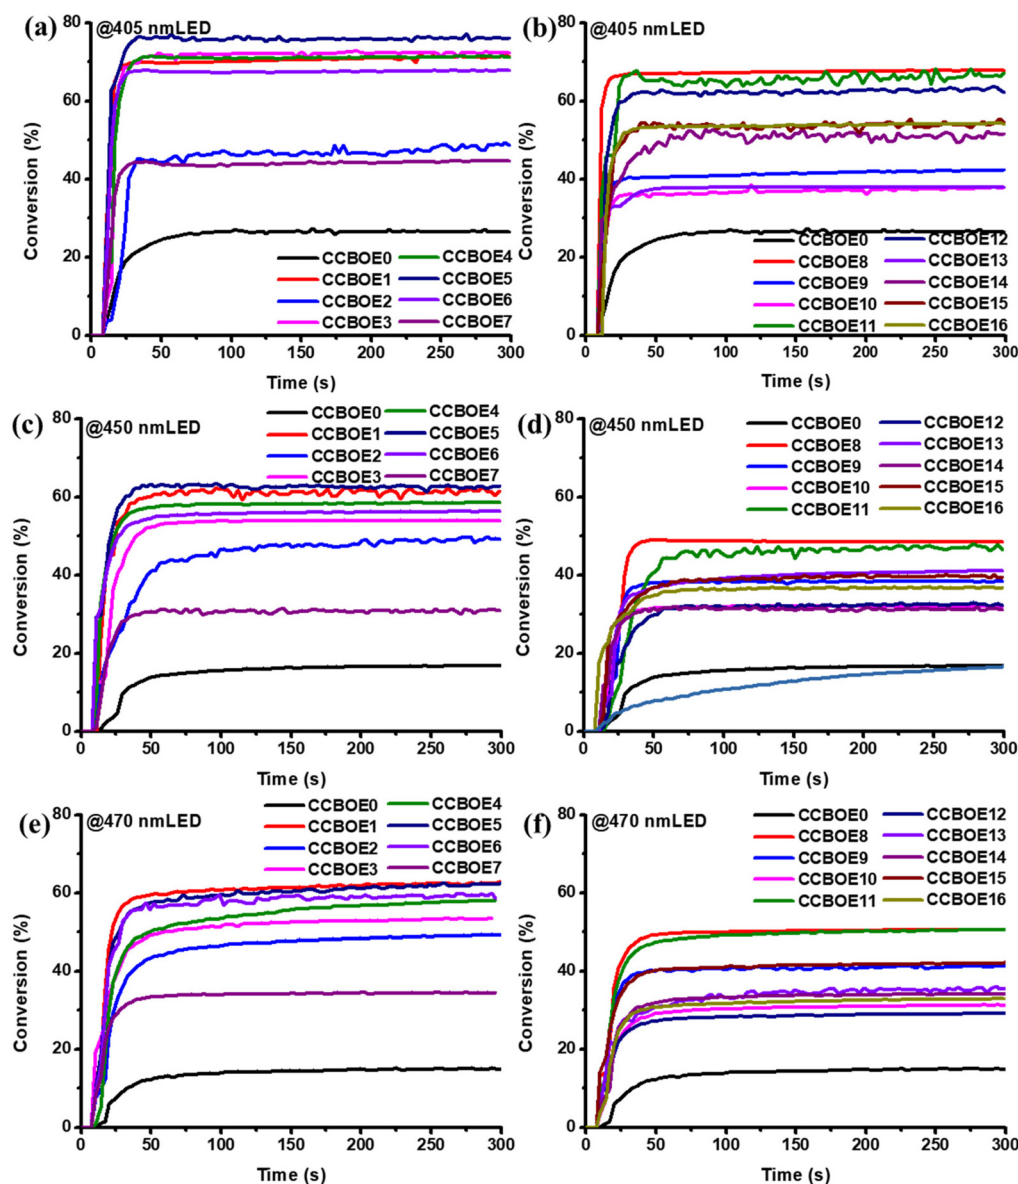 (a)
@405 nmLED
80
60
40
20
0
Conversion (%)
CCBOE0 CCBOE4
CCBOE1 CCBOE5
CCBOE2 CCBOE6
CCBOE3 CCBOE7
0 50 100 150 200 250 300
Time (s)
(b)
@405 nmLED
80
60
40
20
0
Conversion (%)
CCBOE0 CCBOE12
CCBOE8 CCBOE13
CCBOE9 CCBOE14
CCBOE10 CCBOE15
CCBOE11 CCBOE16
0 50 100 150 200 250 300
Time (s)
(c)
@450 nmLED
80
60
40
20
0
Conversion (%)
CCBOE0 CCBOE4
CCBOE1 CCBOE5
CCBOE2 CCBOE6
CCBOE3 CCBOE7
0 50 100 150 200 250 300
Time (s)
(d)
@450 nmLED
80
60
40
20
0
Conversion (%)
CCBOE0 CCBOE12
CCBOE8 CCBOE13
CCBOE9 CCBOE14
CCBOE10 CCBOE15
CCBOE11 CCBOE16
0 50 100 150 200 250 300
Time (s)
(e)
@470 nmLED
80
60
40
20
0
Conversion (%)
CCBOE0 CCBOE4
CCBOE1 CCBOE5
CCBOE2 CCBOE6
CCBOE3 CCBOE7
0 50 100 150 200 250 300
Time (s)
(f)
@470 nmLED
80
60
40
20
0
Conversion (%)
CCBOE0 CCBOE12
CCBOE8 CCBOE13
CCBOE9 CCBOE14
CCBOE10 CCBOE15
CCBOE11 CCBOE16
0 50 100 150 200 250 300
Time (s)